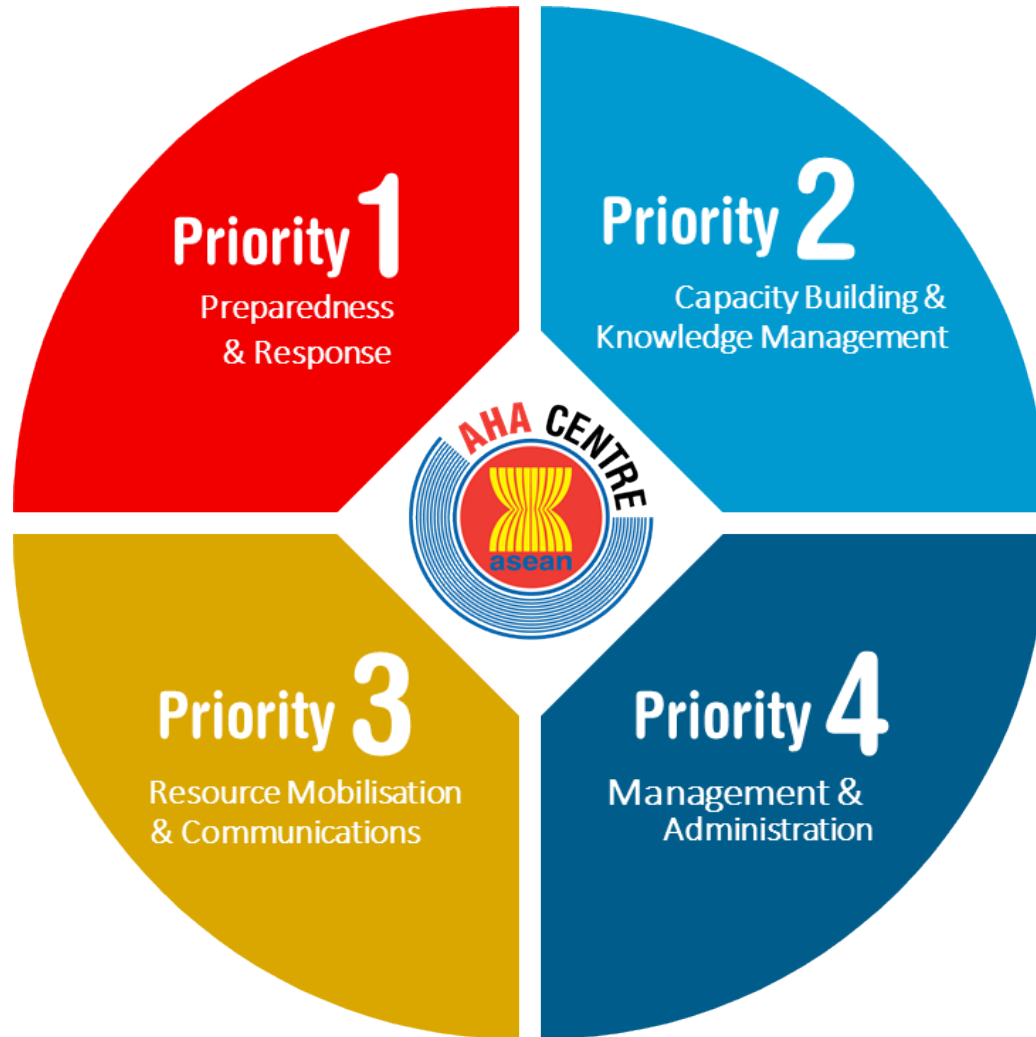 Priority 1
Preparedness
& Response
Priority 2
Capacity Building &
Knowledge Management
AHA CENTRE
asean
Priority 3
Resource Mobilisation
& Communications
Priority 4
Management &
Administration